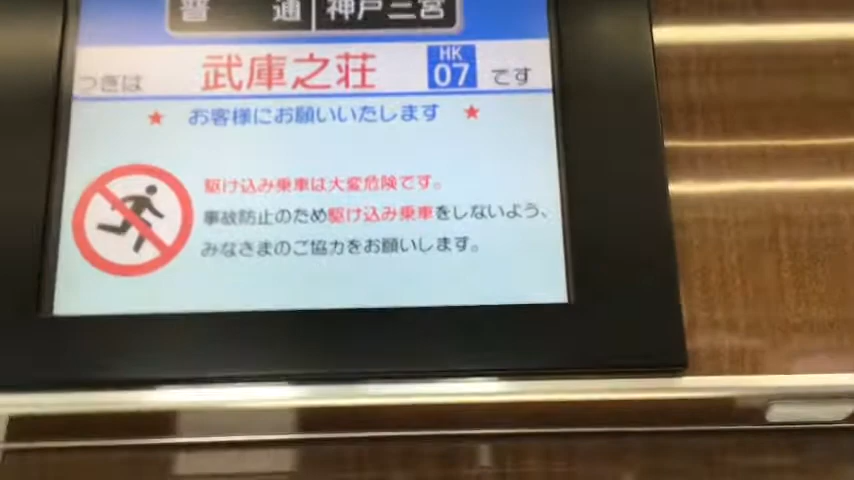 普通 神戸三宮
つぎは 武庫之荘 HK 07 です
★ お客様にお願いいたします ★
駆け込み乗車は大変危険です。
事故防止のため駆け込み乗車をしないよう、
みなさまのご協力をお願いします。